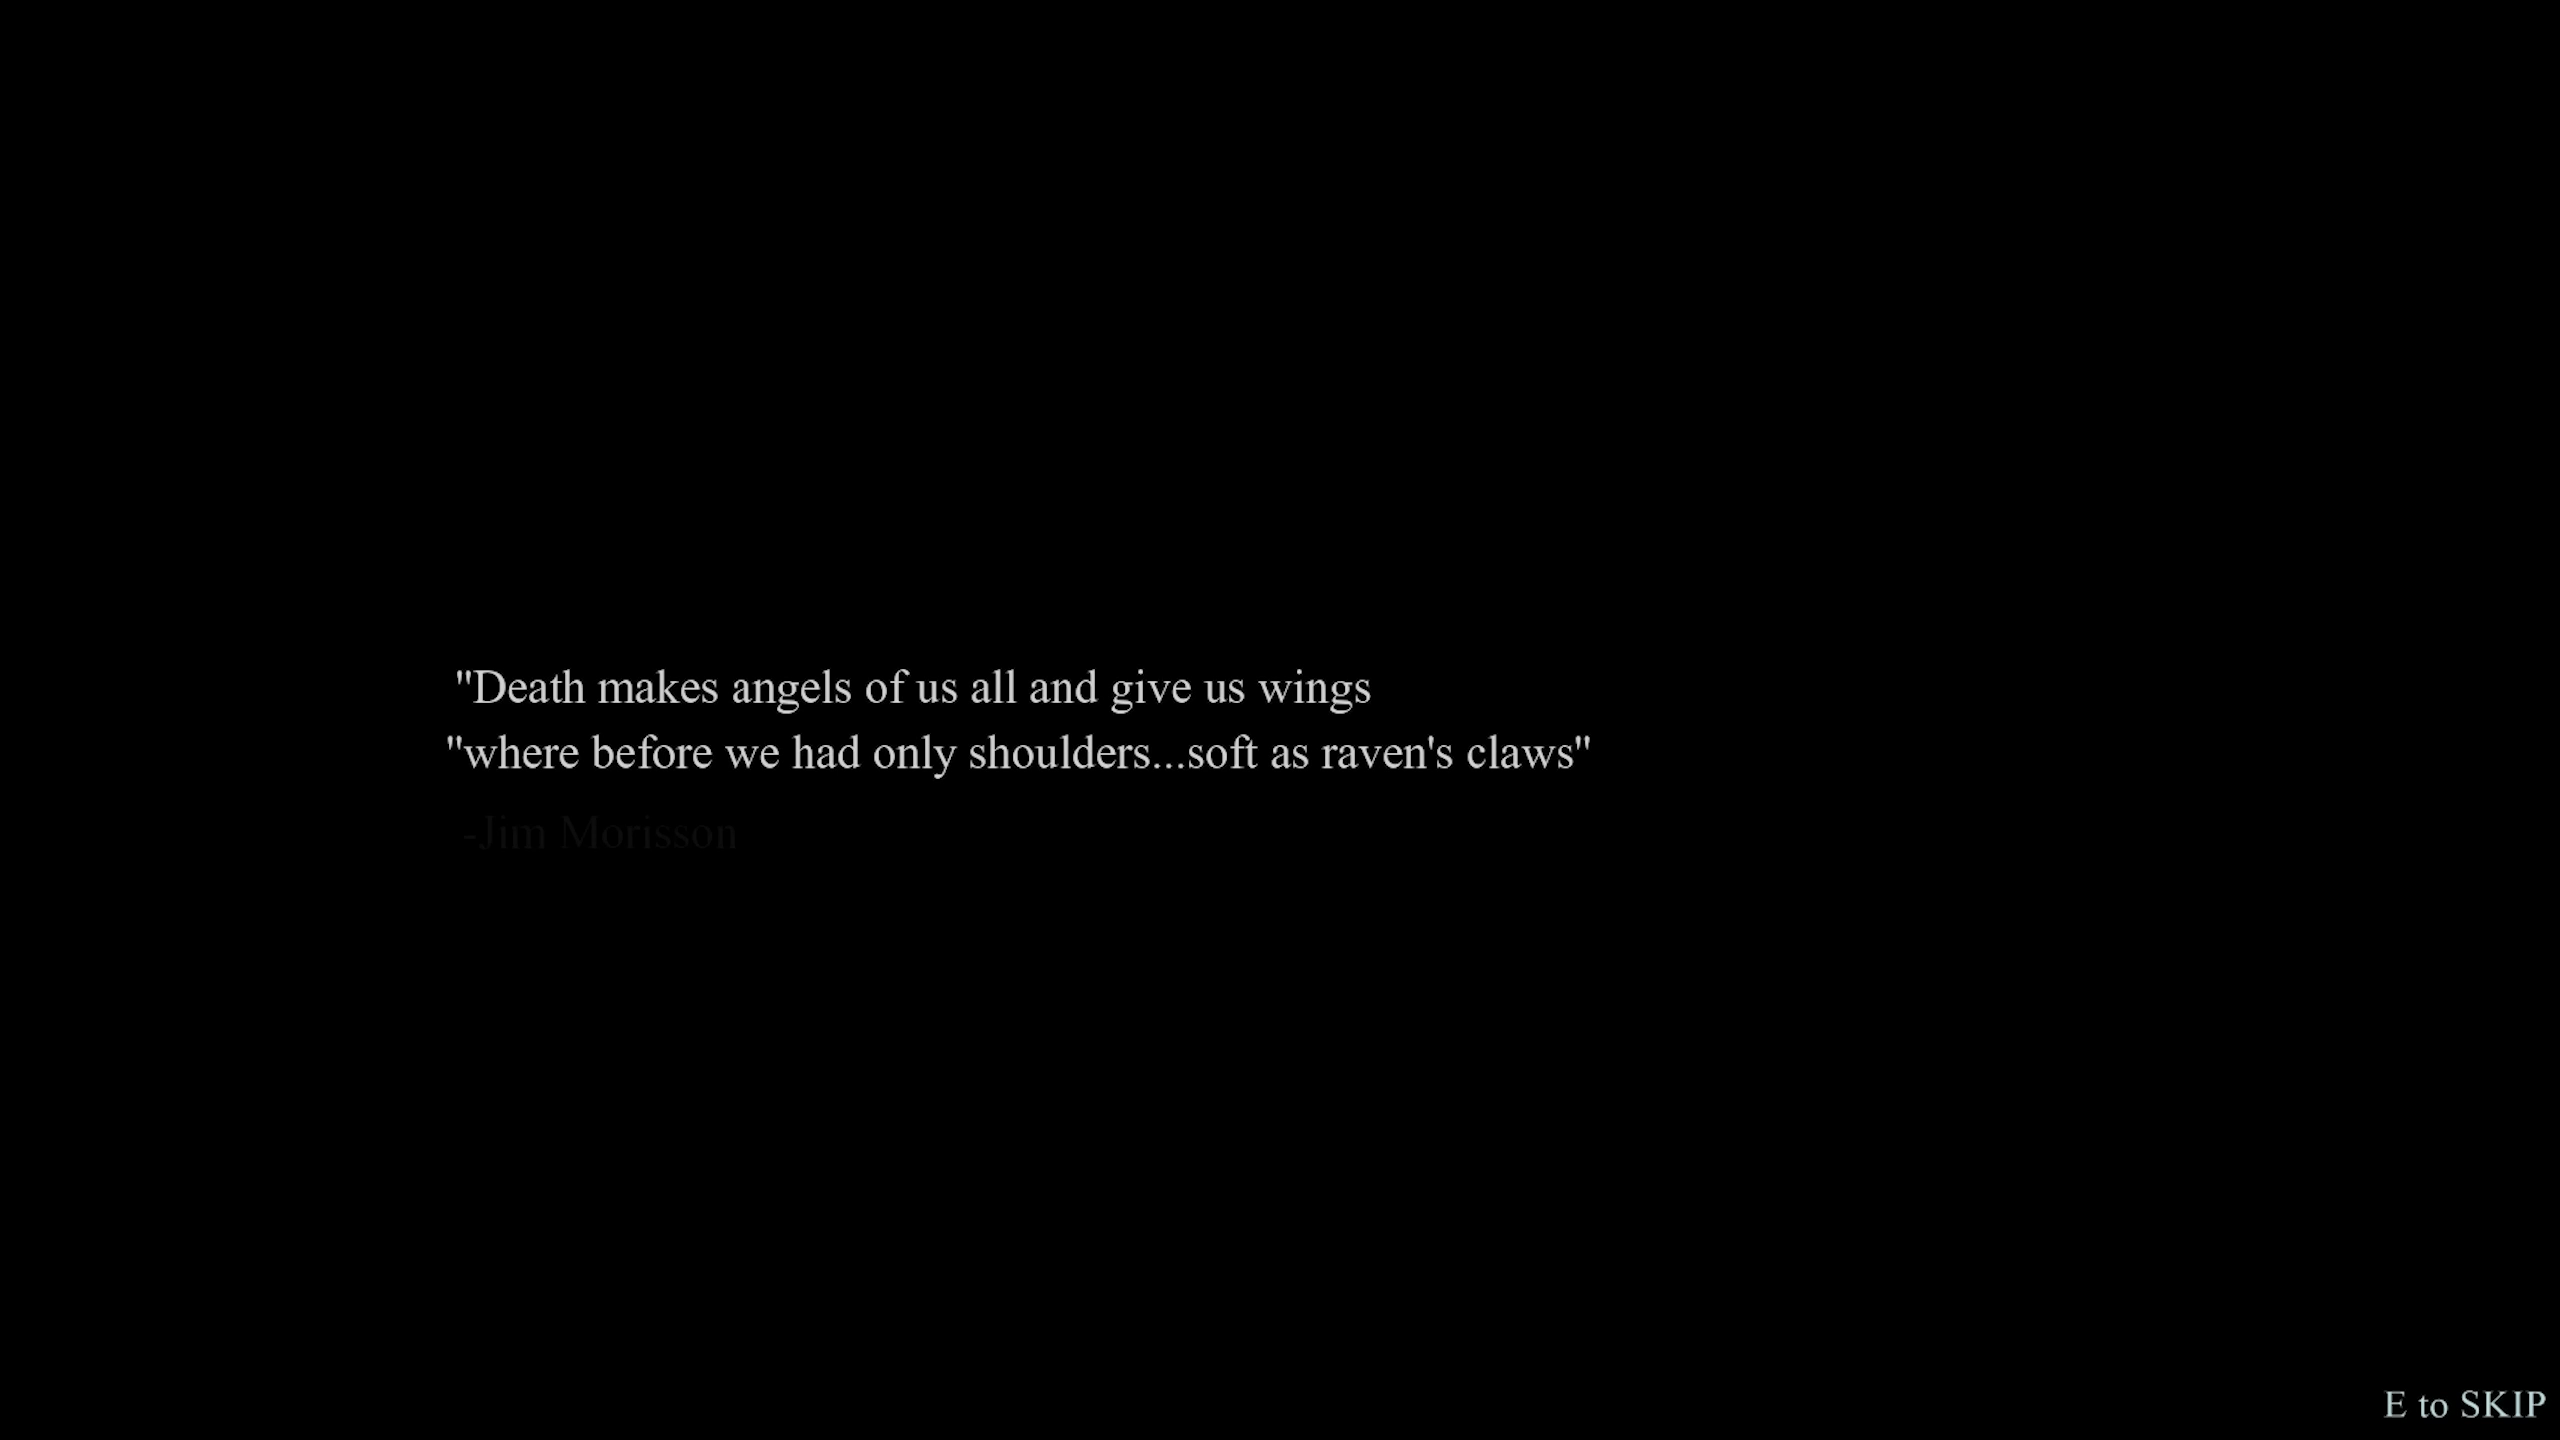 "Death makes angels of us all and give us wings
"where before we had only shoulders...soft as raven's claws"
-Jim Morisson
E to SKIP